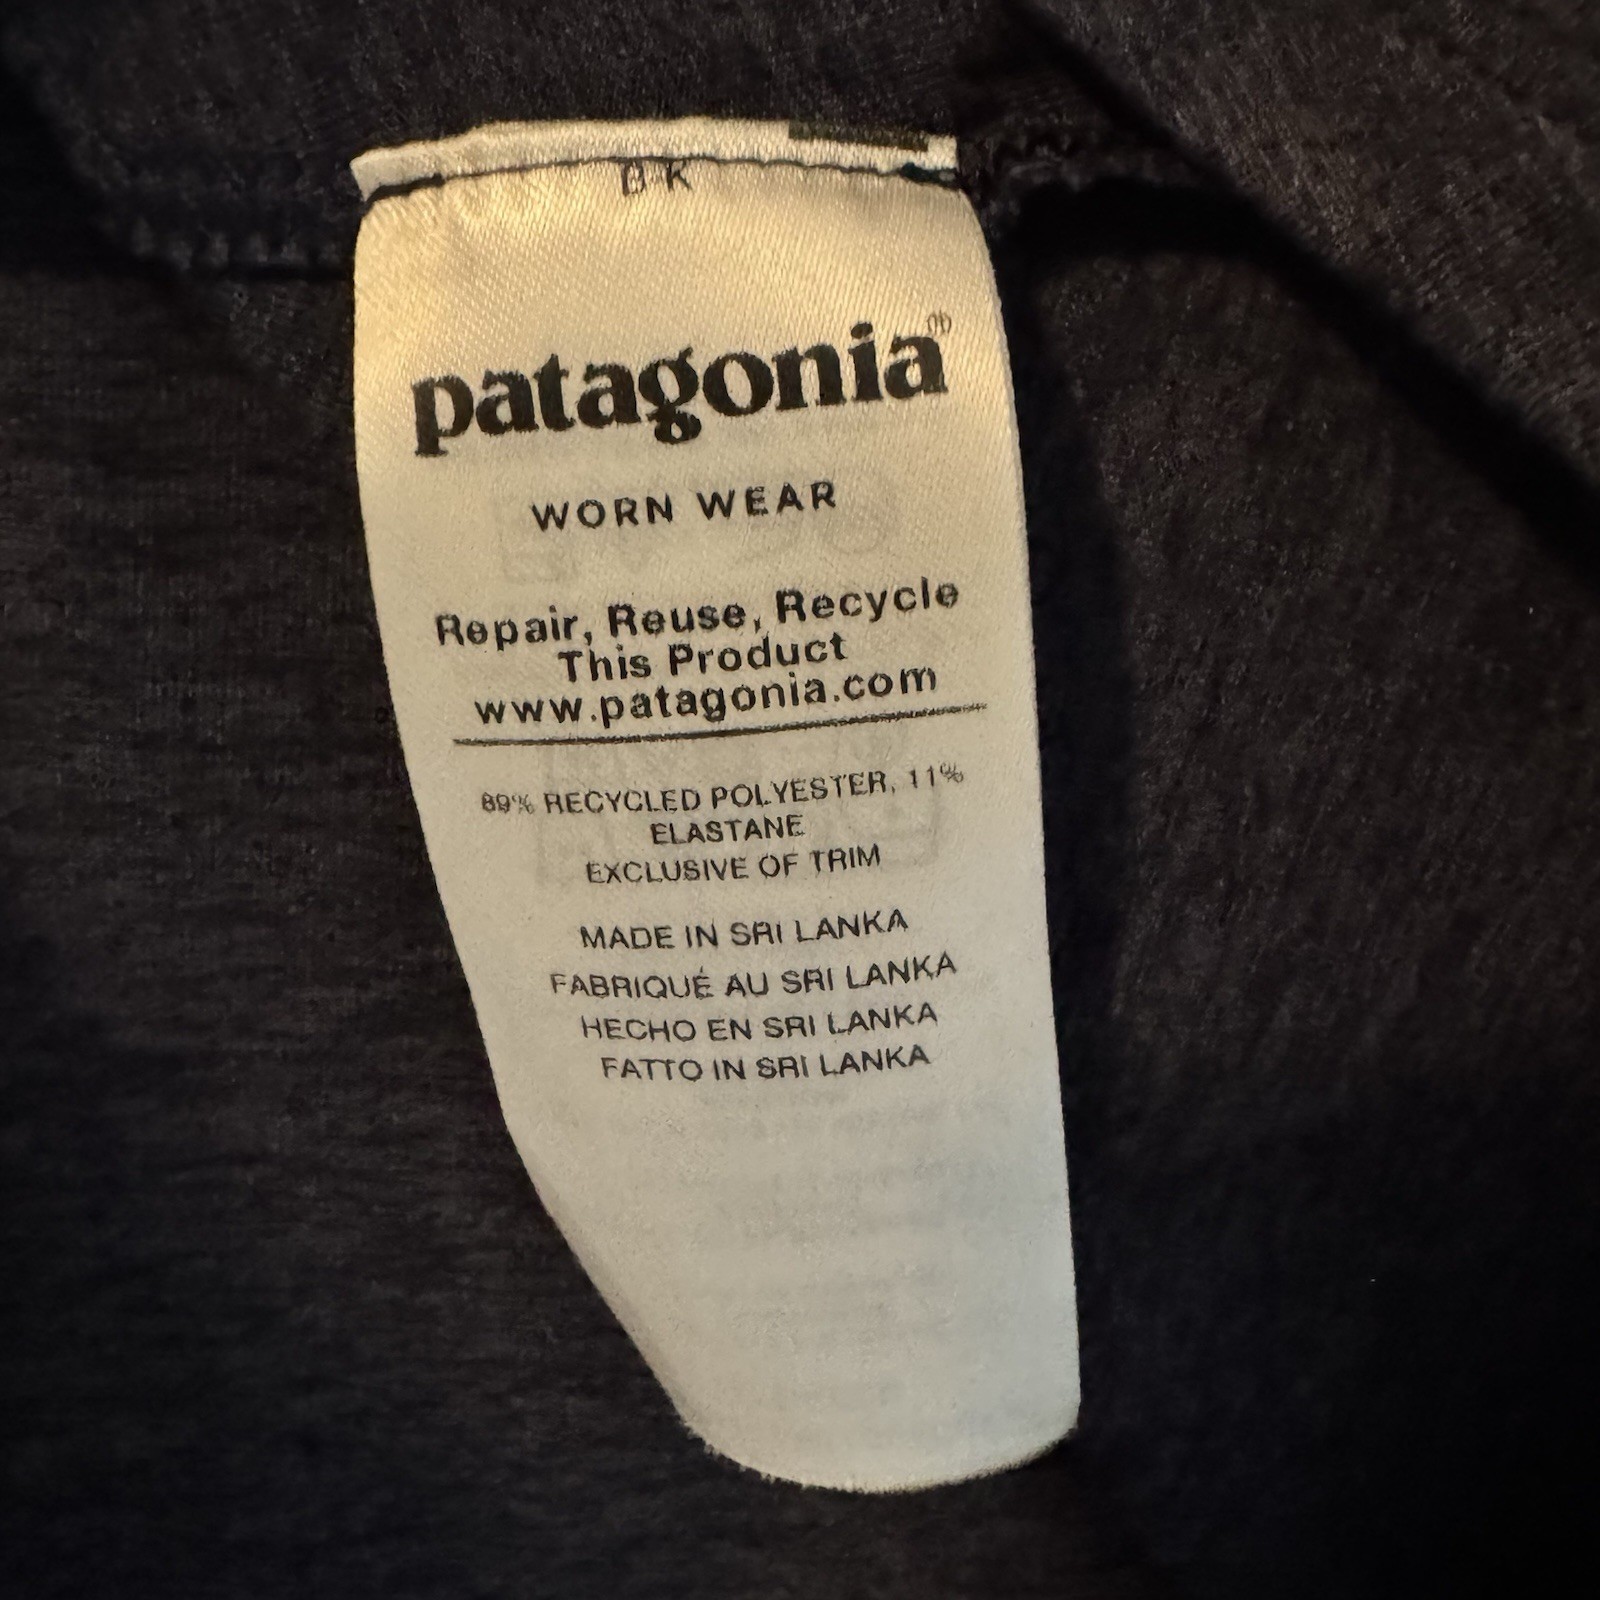 BK
patagonia®
WORN WEAR
Repair, Reuse, Recycle
This Product
www.patagonia.com
89% RECYCLED POLYESTER, 11%
ELASTANE
EXCLUSIVE OF TRIM
MADE IN SRI LANKA
FABRIQUÉ AU SRI LANKA
HECHO EN SRI LANKA
FATTO IN SRI LANKA